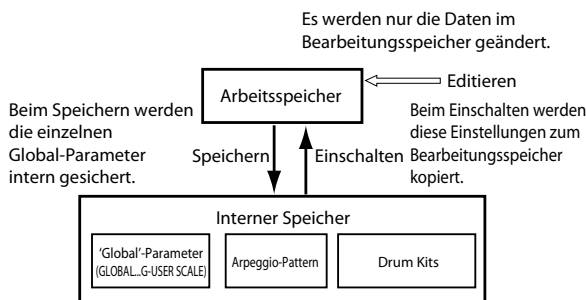 Es werden nur die Daten im
Bearbeitungsspeicher geändert.
Arbeitsspeicher
Editieren
Beim Speichern werden
die einzelnen
Global-Parameter
intern gesichert.
Speichern
Einschalten
Beim Einschalten werden
diese Einstellungen zum
Bearbeitungsspeicher
kopiert.
Interner Speicher
'Global'-Parameter
(GLOBAL...G-USER SCALE)
Arpeggio-Pattern
Drum Kits